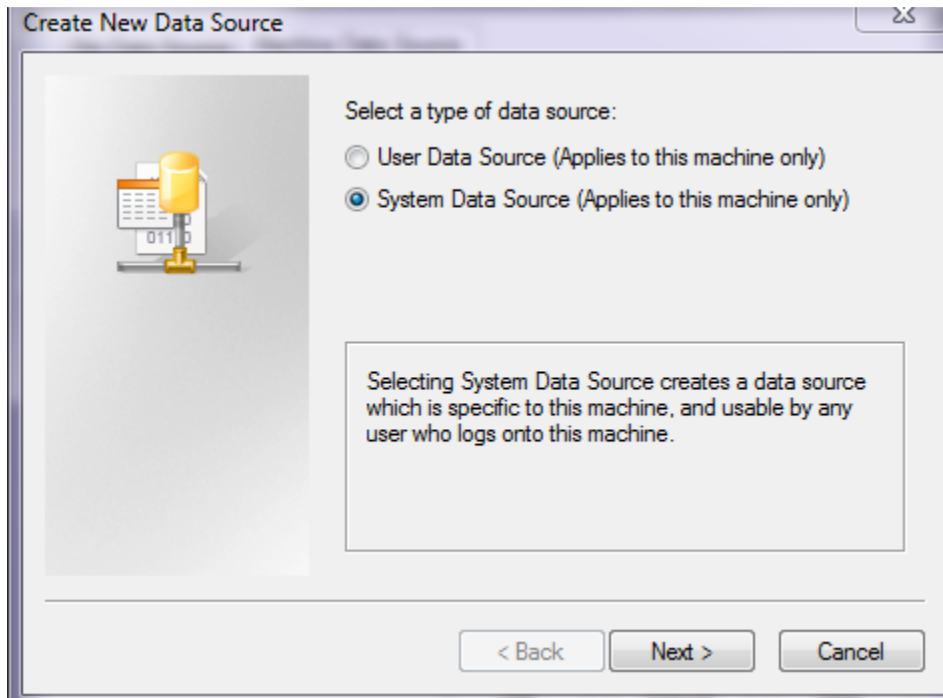 Create New Data Source
Select a type of data source:
User Data Source (Applies to this machine only)
System Data Source (Applies to this machine only)
Selecting System Data Source creates a data source
which is specific to this machine, and usable by any
user who logs onto this machine.
< Back
Next >
Cancel